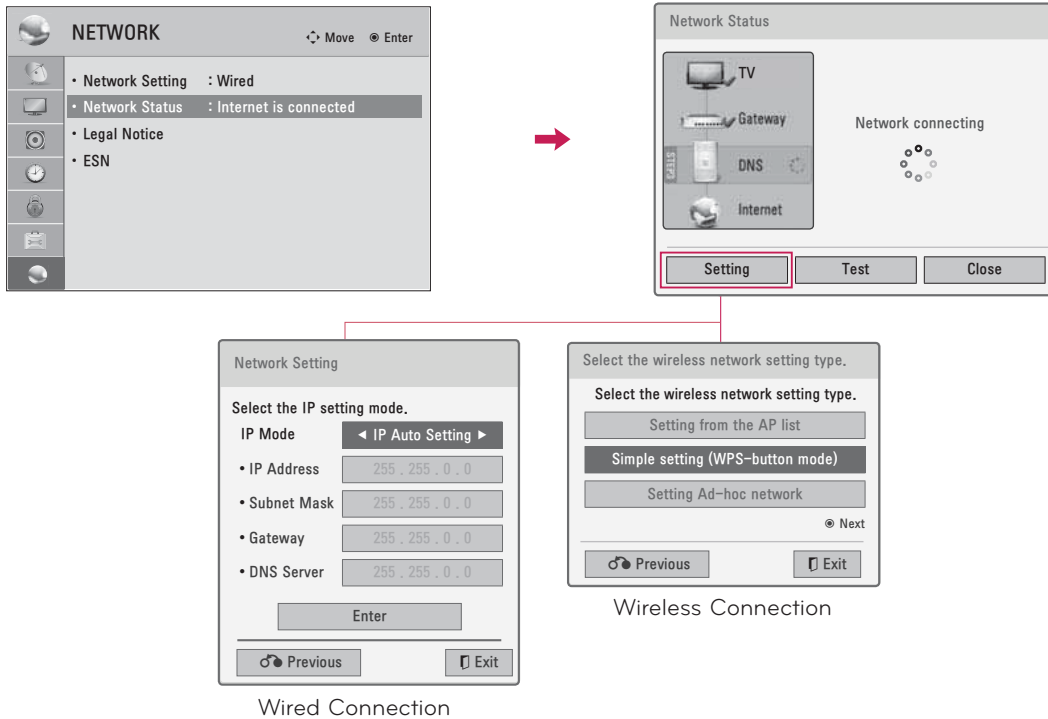 NETWORK
Move Enter
• Network Setting : Wired
• Network Status : Internet is connected
• Legal Notice
• ESN
Network Status
TV
Gateway
STEP3
DNS
Internet
Network connecting
Setting Test Close
Network Setting
Select the IP setting mode.
IP Mode ◀ IP Auto Setting ▶
• IP Address 255 . 255 . 0 . 0
• Subnet Mask 255 . 255 . 0 . 0
• Gateway 255 . 255 . 0 . 0
• DNS Server 255 . 255 . 0 . 0
Enter
Previous Exit
Wired Connection
Select the wireless network setting type.
Select the wireless network setting type.
Setting from the AP list
Simple setting (WPS-button mode)
Setting Ad-hoc network
Next
Previous Exit
Wireless Connection